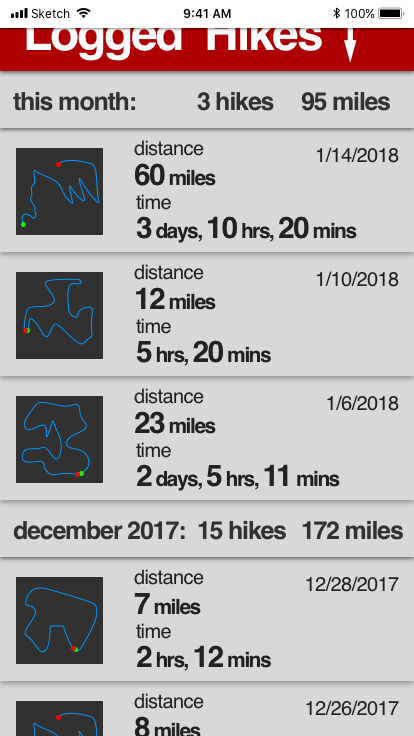 Sketch 9:41 AM 100%
Logged Hikes
this month: 3 hikes 95 miles
distance
1/14/2018
60 miles
time
3 days, 10 hrs, 20 mins
distance
1/10/2018
12 miles
time
5 hrs, 20 mins
distance
1/6/2018
23 miles
time
2 days, 5 hrs, 11 mins
december 2017: 15 hikes 172 miles
distance
12/28/2017
7 miles
time
2 hrs, 12 mins
distance
12/26/2017
8 miles